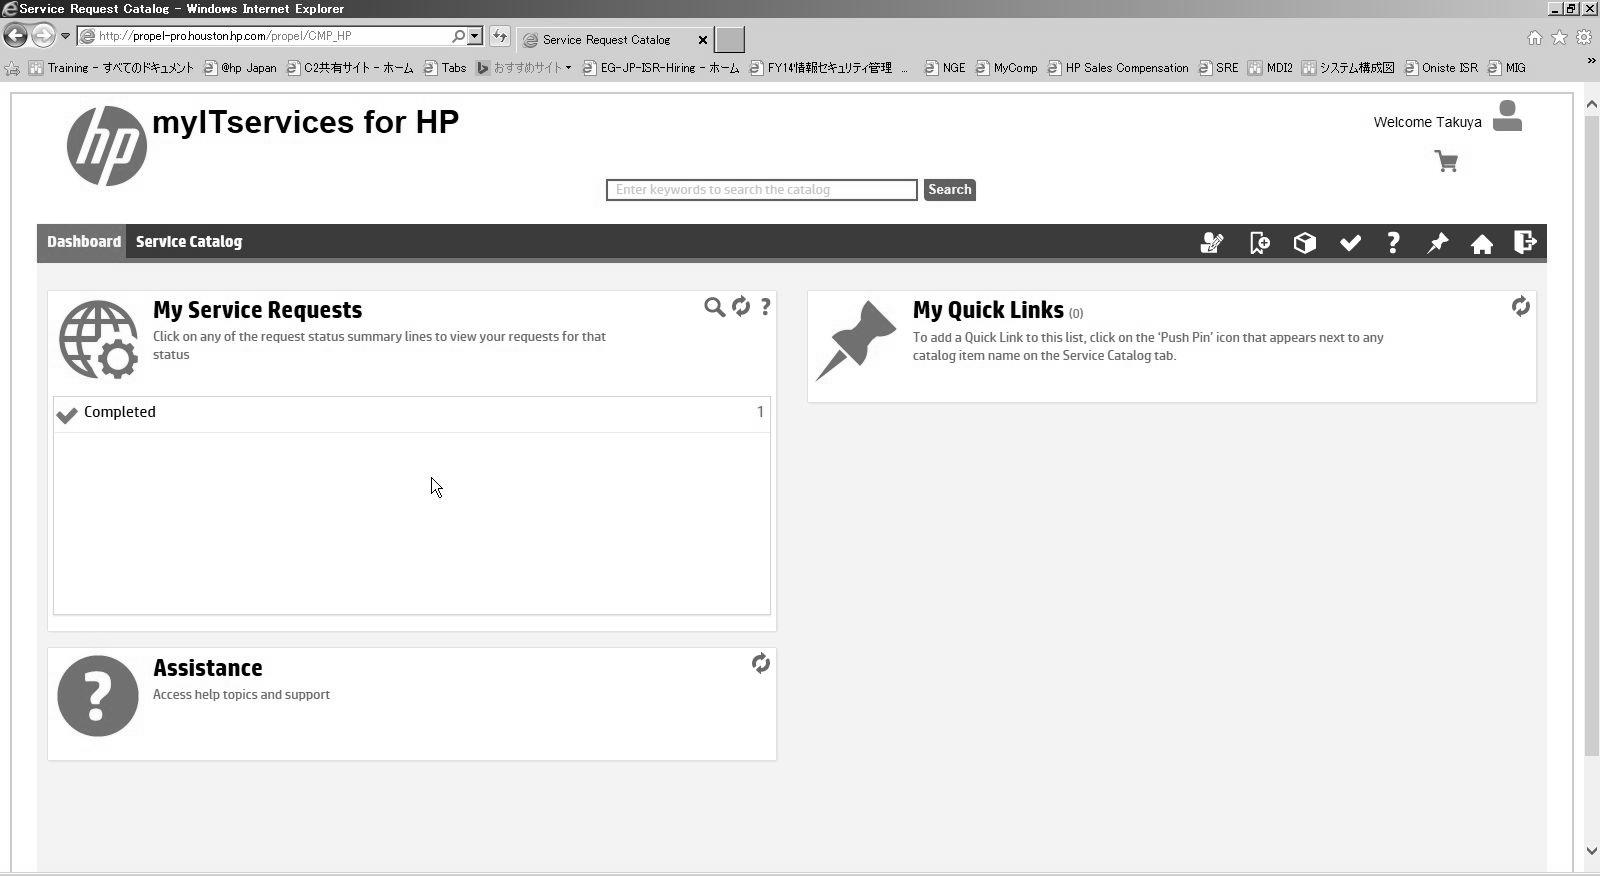 Service Request Catalog - Windows Internet Explorer
http://propel-pro.houston.hp.com/propel/CMP_HP
Service Request Catalog
Training - すべてのドキュメント @hp Japan C2共有サイト - ホーム Tabs おすすめサイト EG-JP-ISR-Hiring - ホーム FY14情報セキュリティ管理 ... NGE MyComp HP Sales Compensation SRE MDI2 システム構成図 Oniste ISR MIG
hp
myITservices for HP
Welcome Takuya
Enter keywords to search the catalog Search
Dashboard Service Catalog
My Service Requests
Click on any of the request status summary lines to view your requests for that
status
Completed 1
My Quick Links (0)
To add a Quick Link to this list, click on the ‘Push Pin’ icon that appears next to any
catalog item name on the Service Catalog tab.
Assistance
Access help topics and support